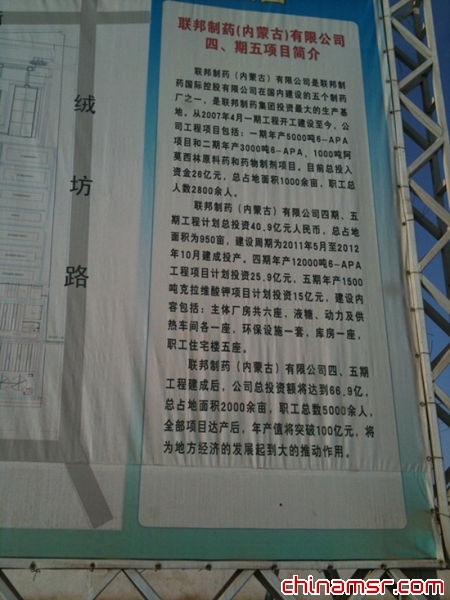 联邦制药(内蒙古)有限公司
四、期五项目简介
联邦制药（内蒙古）有限公司是联邦制
药国际控股有限公司在国内建设的五个制药
厂之一，是联邦制药集团投资最大的生产基
地。从2007年4月一期工程开工建设至今，公
司工程项目包括：一期年产5000吨6-APA
项目和二期年产3000吨6-APA、1000吨阿
莫西林原料药和药物制剂项目。目前总投入
资金26亿元，总占地面积1000余亩，职工总
人数2800余人。
联邦制药（内蒙古）有限公司四期、五
期工程计划总投资40.9亿元人民币，总占地
面积为950亩，建设周期为2011年5月至2012
年10月建成投产。四期年产12000吨6-APA
工程项目计划投资25.9亿元，五期年产1500
吨克拉维酸钾项目计划投资15亿元，建设内
容包括：主体厂房共六座，液糖、动力及供
热车间各一座，环保设施一套，库房一座，
职工住宅楼五座。
联邦制药（内蒙古）有限公司四、五期
工程建成后，公司总投资额将达到66.9亿，
总占地面积2000余亩，职工总数5000余人，
全部项目达产后，年产值将突破100亿元，将
为地方经济的发展起到大的推动作用。
绒坊路
chinamsr.com